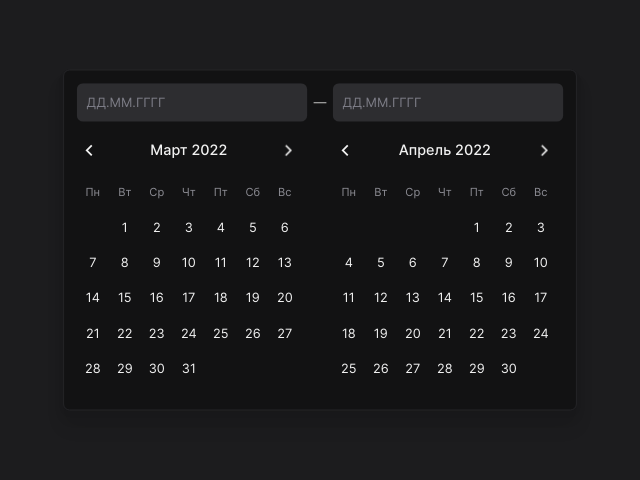 ДД.ММ.ГГГГ — ДД.ММ.ГГГГ
Март 2022 Апрель 2022
Пн Вт Ср Чт Пт Сб Вс Пн Вт Ср Чт Пт Сб Вс
1 2 3 4 5 6 1 2 3
7 8 9 10 11 12 13 4 5 6 7 8 9 10
14 15 16 17 18 19 20 11 12 13 14 15 16 17
21 22 23 24 25 26 27 18 19 20 21 22 23 24
28 29 30 31 25 26 27 28 29 30